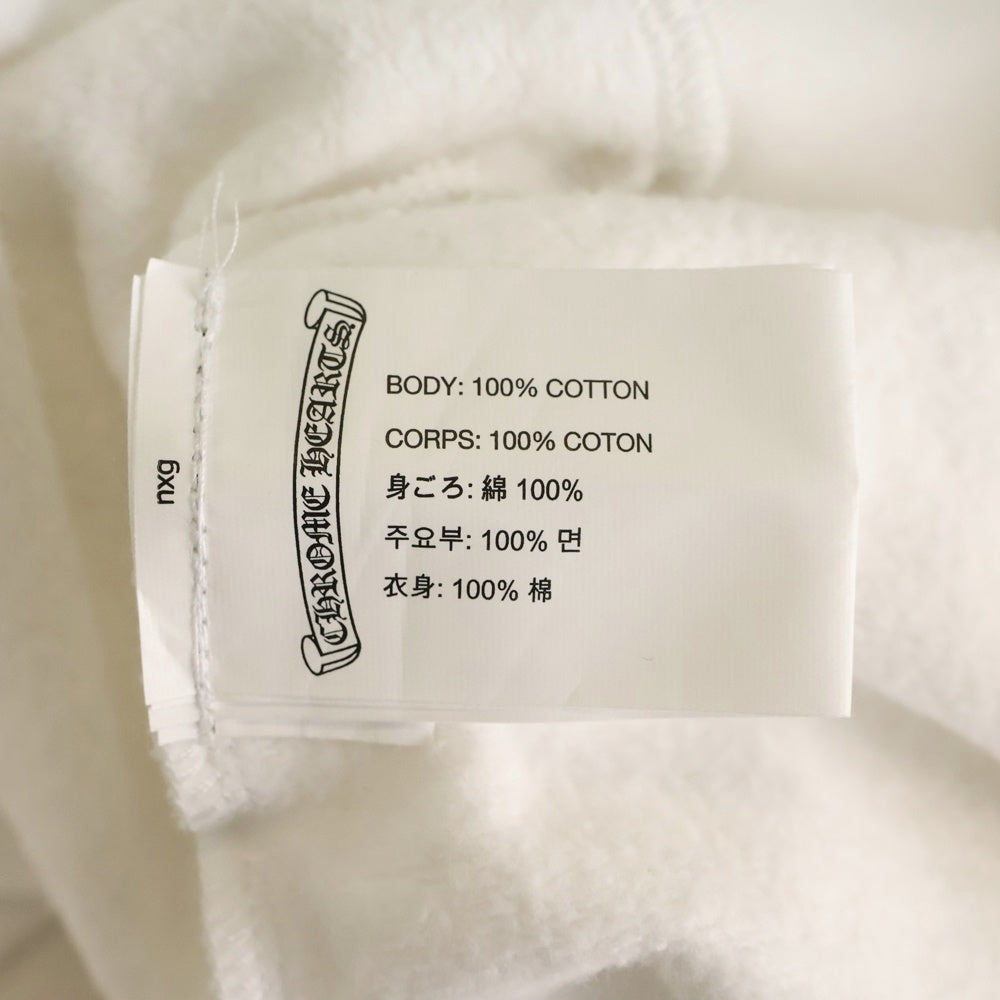 nxg
CHROME HEARTS.
BODY: 100% COTTON
CORPS: 100% COTON
身ごろ: 綿 100%
주요부: 100% 면
衣身: 100% 棉